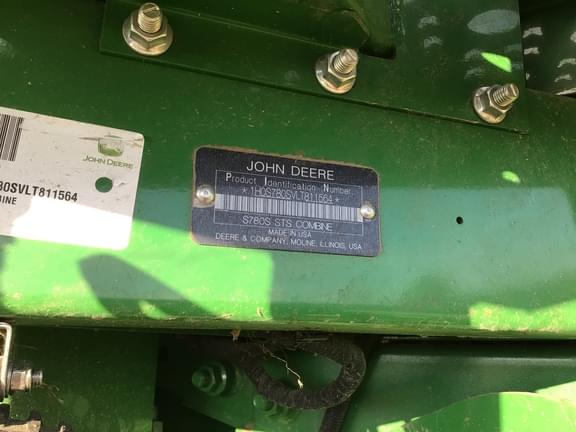 JOHN DEERE
80SVLT811564
BINE
JOHN DEERE
Product Identification Number
*1H0S780SVLT811564*
S780S STS COMBINE
MADE IN USA
DEERE & COMPANY, MOLINE, ILLINOIS, USA